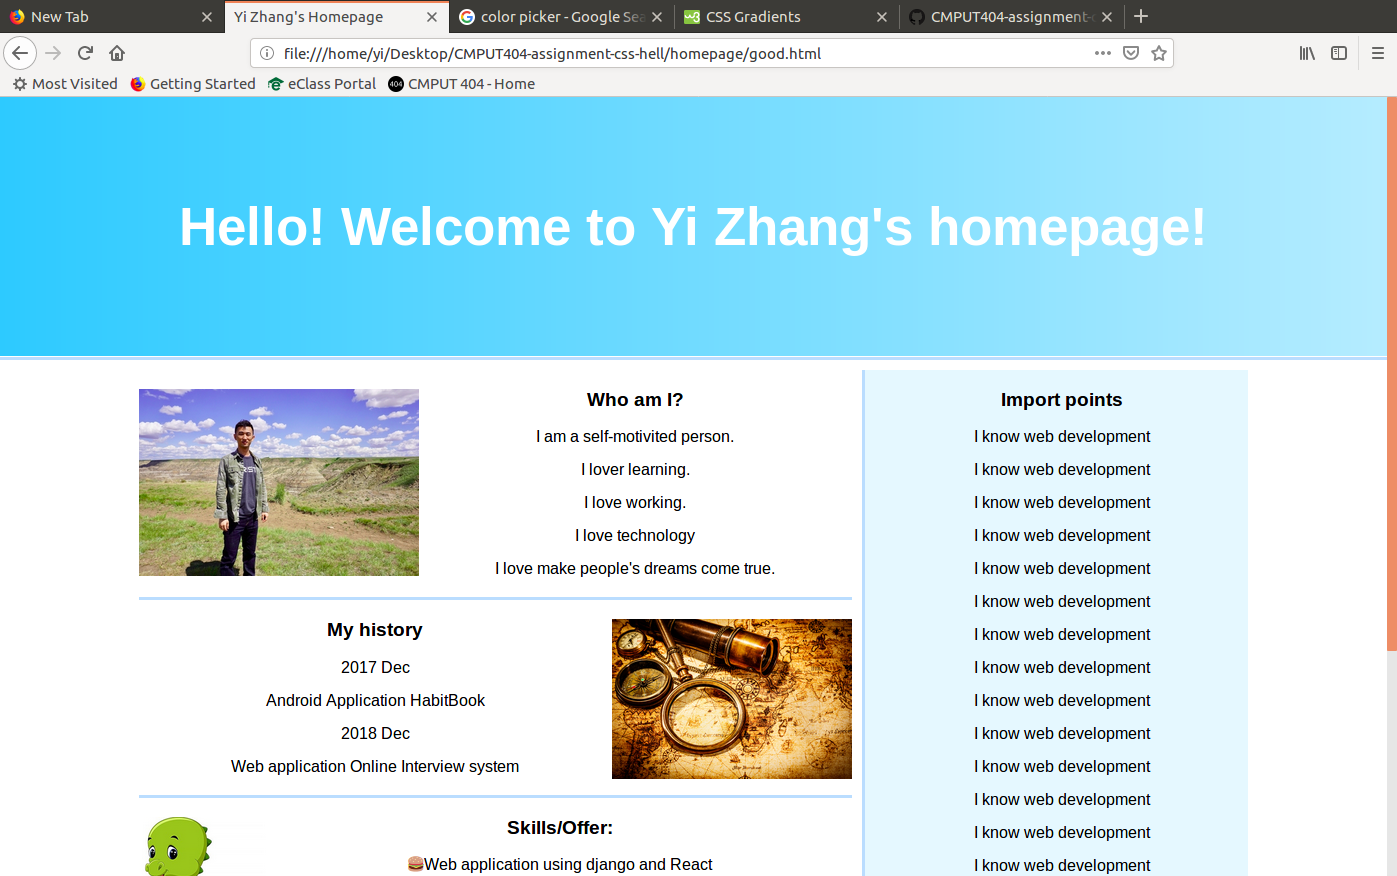 New Tab
Yi Zhang's Homepage
color picker - Google Sea
CSS Gradients
CMPUT404-assignment-
file:///home/yi/Desktop/CMPUT404-assignment-css-hell/homepage/good.html
Most Visited
Getting Started
eClass Portal
404
CMPUT 404 - Home
Hello! Welcome to Yi Zhang's homepage!
Who am I?
I am a self-motivited person.
I lover learning.
I love working.
I love technology
I love make people's dreams come true.
My history
2017 Dec
Android Application HabitBook
2018 Dec
Web application Online Interview system
Skills/Offer:
🍔Web application using django and React
Import points
I know web development
I know web development
I know web development
I know web development
I know web development
I know web development
I know web development
I know web development
I know web development
I know web development
I know web development
I know web development
I know web development
I know web development